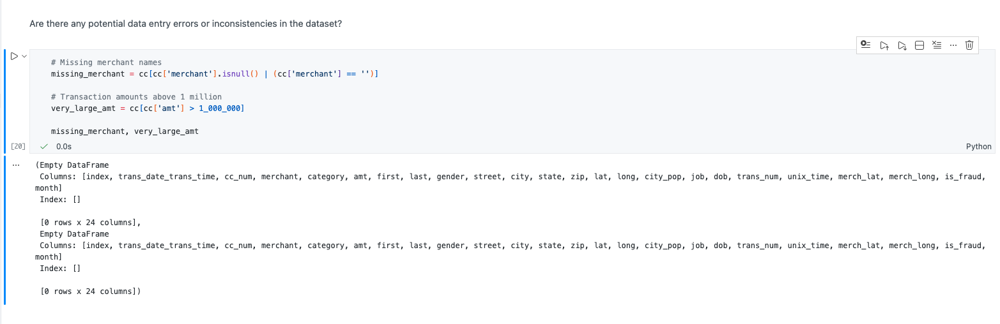 Are there any potential data entry errors or inconsistencies in the dataset?
# Missing merchant names
missing_merchant = cc[cc['merchant'].isnull() | (cc['merchant'] == '')]
# Transaction amounts above 1 million
very_large_amt = cc[cc['amt'] > 1_000_000]
missing_merchant, very_large_amt
[20]
0.0s
Python
(Empty DataFrame
Columns: [index, trans_date_trans_time, cc_num, merchant, category, amt, first, last, gender, street, city, state, zip, lat, long, city_pop, job, dob, trans_num, unix_time, merch_lat, merch_long, is_fraud,
month]
Index: []
[0 rows x 24 columns],
Empty DataFrame
Columns: [index, trans_date_trans_time, cc_num, merchant, category, amt, first, last, gender, street, city, state, zip, lat, long, city_pop, job, dob, trans_num, unix_time, merch_lat, merch_long, is_fraud,
month]
Index: []
[0 rows x 24 columns])